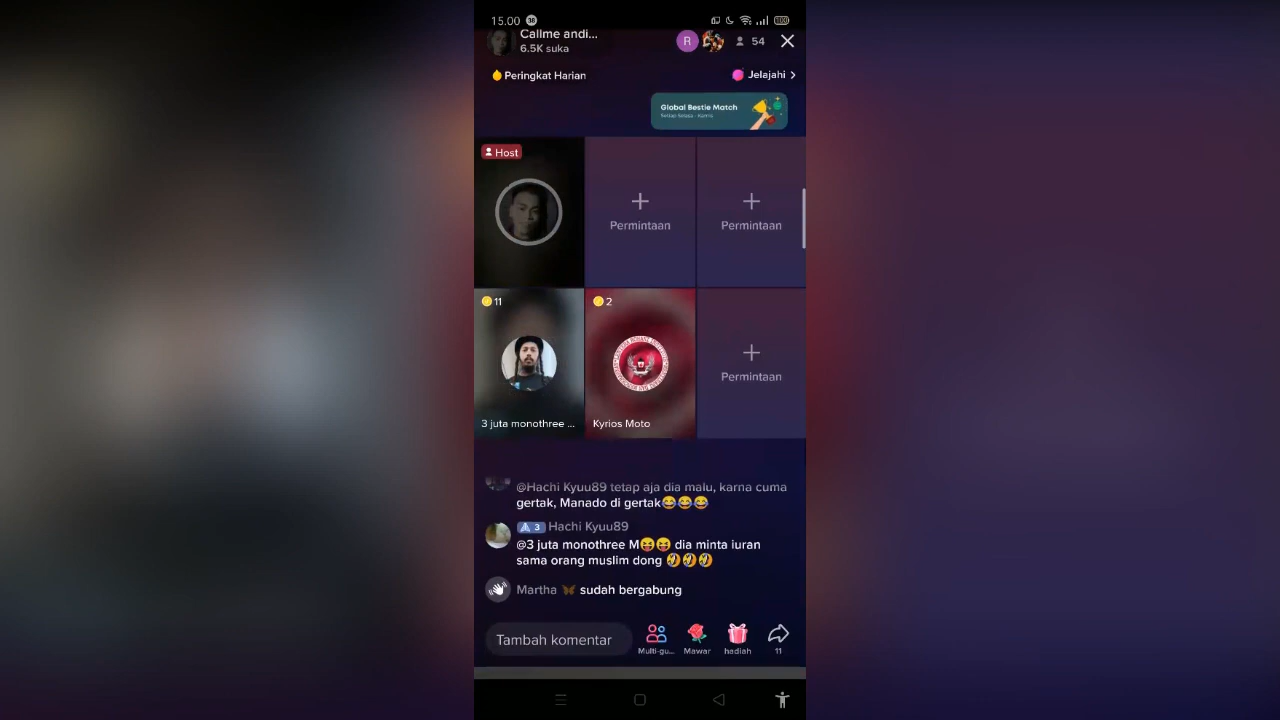 15.00
100
Callme andi...
6.5K suka
R
54
Peringkat Harian
Jelajahi
Global Bestie Match
Host
Permintaan
Permintaan
11
2
3 juta monothree ...
Kyrios Moto
Permintaan
@Hachi Kyuu89 tetap aja dia malu, karna cuma
gertak, Manado di gertak😂😂😂
3 Hachi Kyuu89
@3 juta monothree M😝😝 dia minta iuran
sama orang muslim dong 🤣🤣🤣
Martha 🦋 sudah bergabung
Tambah komentar
Multi-gu...
Mawar
hadiah
11